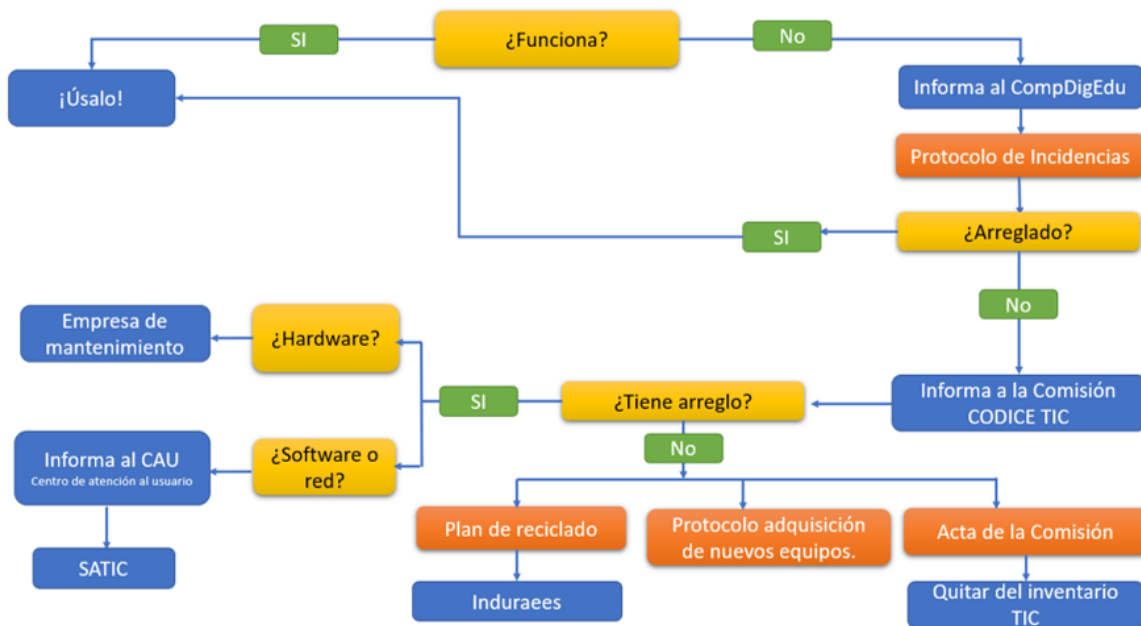 SI
¿Funciona?
No
¡Úsalo!
Informa al CompDigEdu
Protocolo de Incidencias
SI
¿Arreglado?
No
Empresa de
mantenimiento
¿Hardware?
SI
¿Tiene arreglo?
Informa a la Comisión
CODICE TIC
No
Informa al CAU
Centro de atención al usuario
¿Software o
red?
Plan de reciclado
Protocolo adquisición
de nuevos equipos.
Acta de la Comisión
SATIC
Induraees
Quitar del inventario
TIC